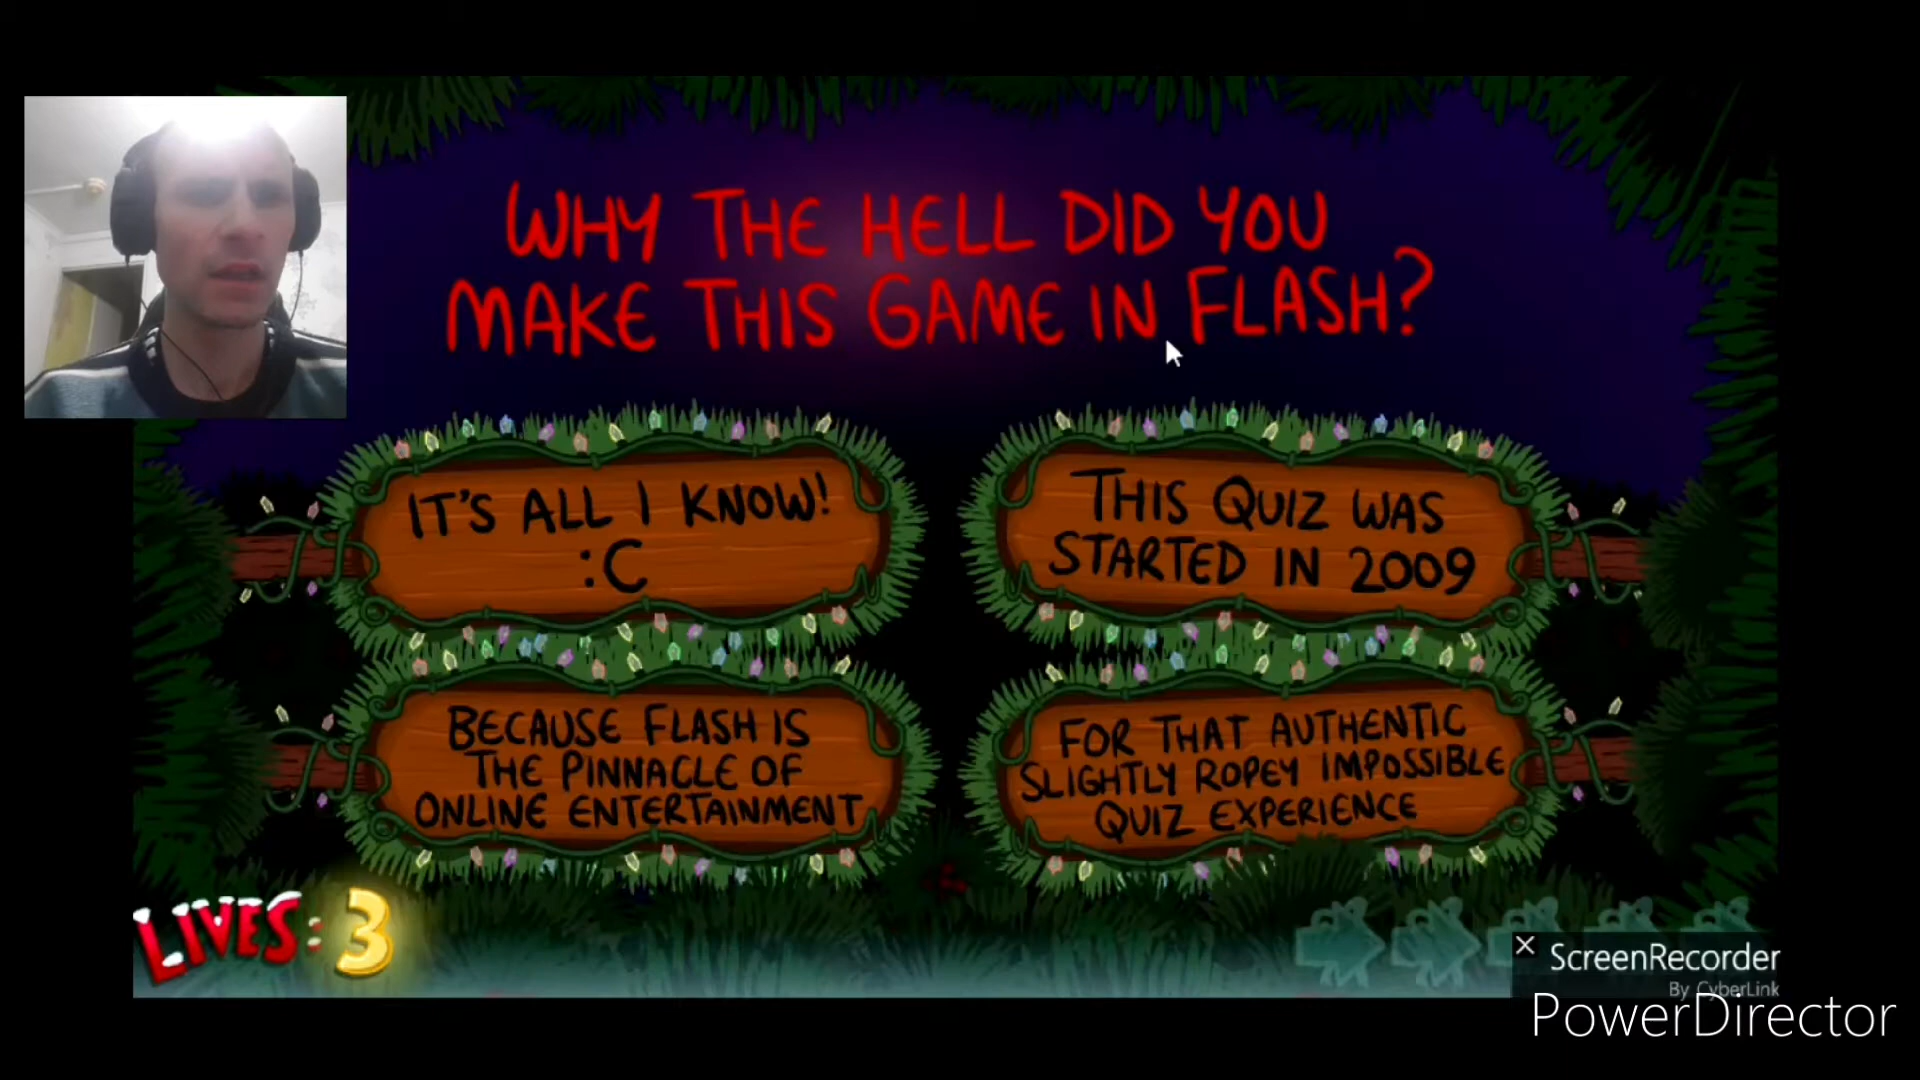 WHY THE HELL DID YOU
MAKE THIS GAME IN FLASH?
IT'S ALL I KNOW!
:C
THIS QUIZ WAS
STARTED IN 2009
BECAUSE FLASH IS
THE PINNACLE OF
ONLINE ENTERTAINMENT
FOR THAT AUTHENTIC
SLIGHTLY ROPEY IMPOSSIBLE
QUIZ EXPERIENCE
LIVES: 3
ScreenRecorder
By CyberLink
PowerDirector